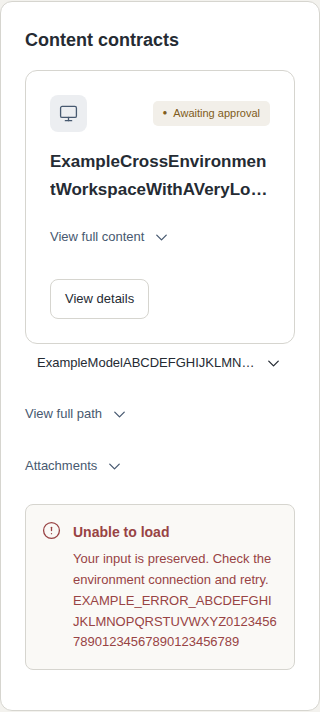 Content contracts
Awaiting approval
ExampleCrossEnvironmen
tWorkspaceWithAVeryLo…
View full content
View details
ExampleModelABCDEFGHIJKLMN…
View full path
Attachments
Unable to load
Your input is preserved. Check the
environment connection and retry.
EXAMPLE_ERROR_ABCDEFGHI
JKLMNOPQRSTUVWXYZ0123456
78901234567890123456789